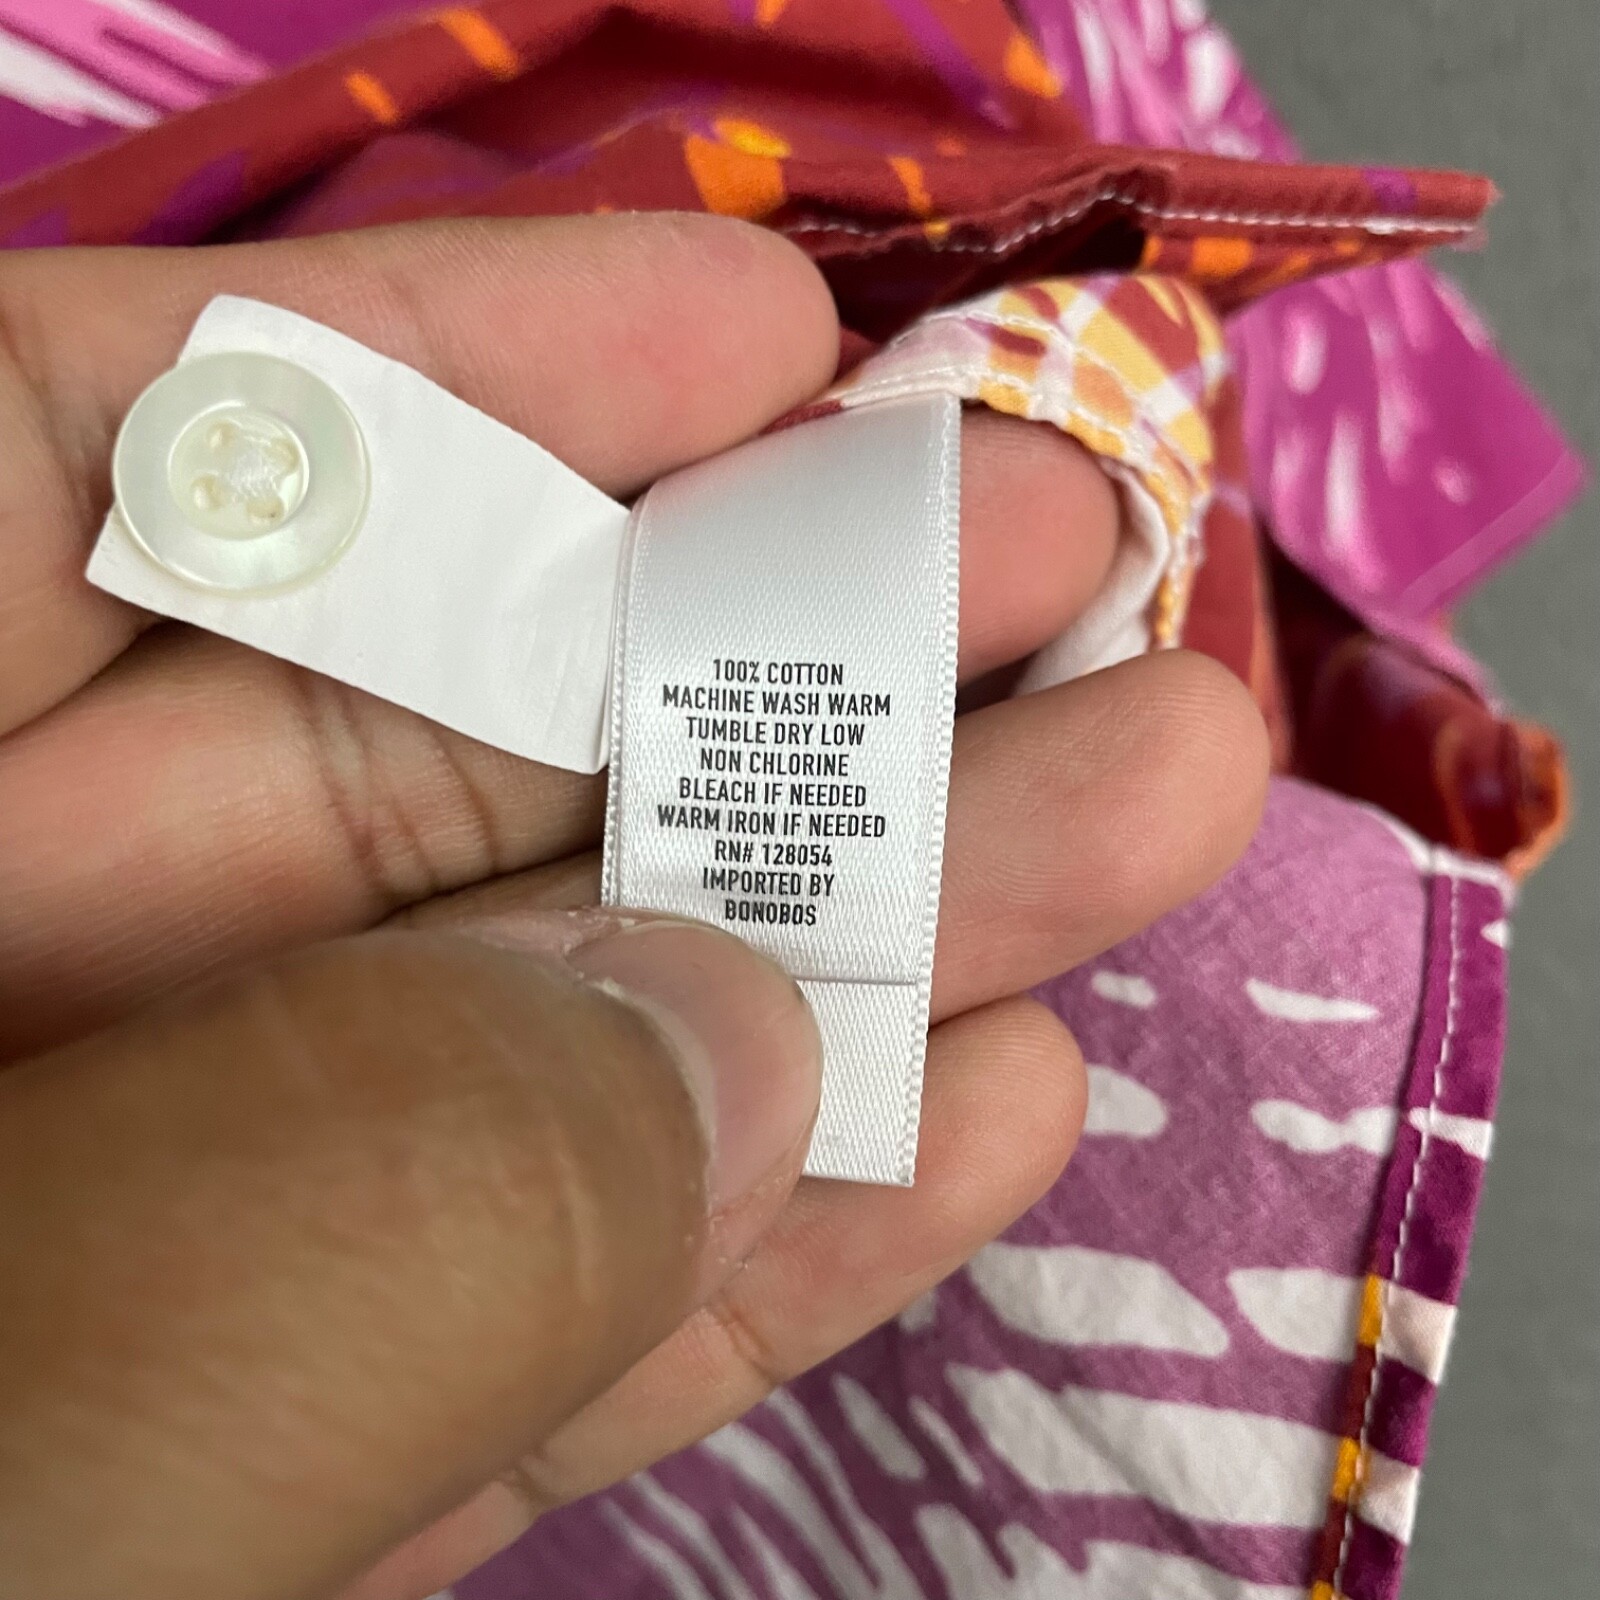 100% COTTON
MACHINE WASH WARM
TUMBLE DRY LOW
NON CHLORINE
BLEACH IF NEEDED
WARM IRON IF NEEDED
RN# 128054
IMPORTED BY
BONOBOS